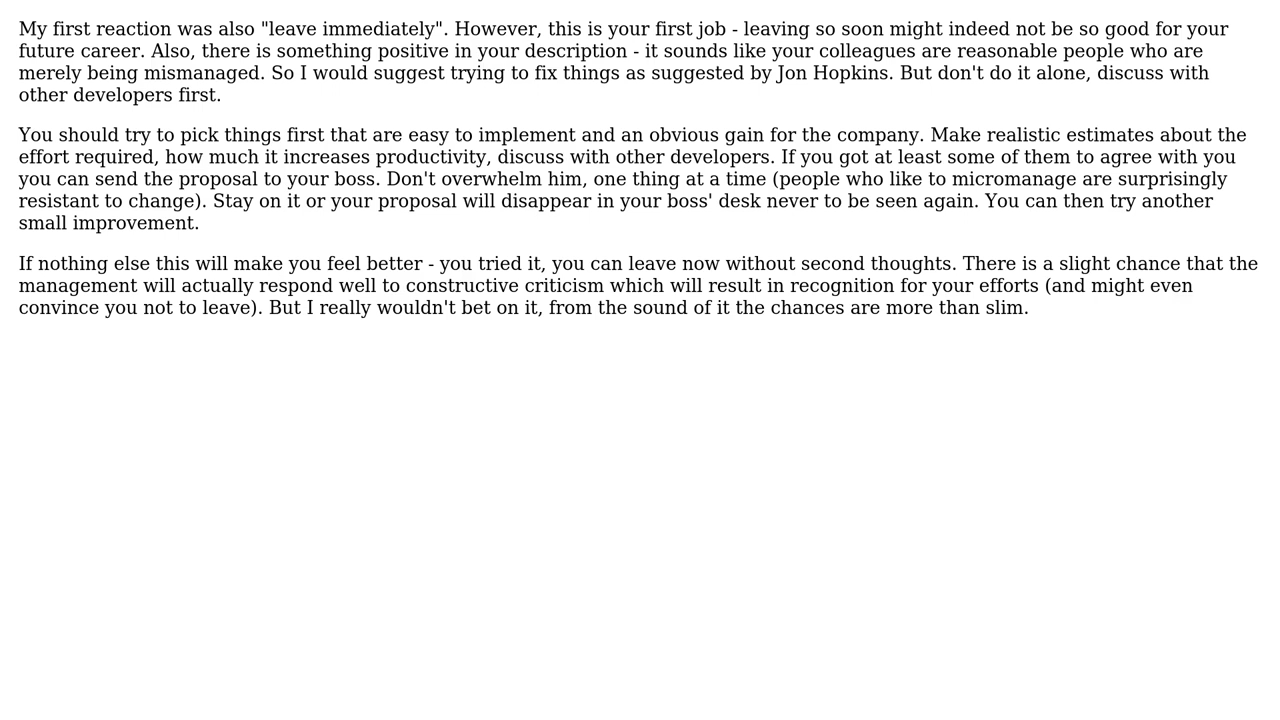 My first reaction was also "leave immediately". However, this is your first job - leaving so soon might indeed not be so good for your
future career. Also, there is something positive in your description - it sounds like your colleagues are reasonable people who are
merely being mismanaged. So I would suggest trying to fix things as suggested by Jon Hopkins. But don't do it alone, discuss with
other developers first.
You should try to pick things first that are easy to implement and an obvious gain for the company. Make realistic estimates about the
effort required, how much it increases productivity, discuss with other developers. If you got at least some of them to agree with you
you can send the proposal to your boss. Don't overwhelm him, one thing at a time (people who like to micromanage are surprisingly
resistant to change). Stay on it or your proposal will disappear in your boss' desk never to be seen again. You can then try another
small improvement.
If nothing else this will make you feel better - you tried it, you can leave now without second thoughts. There is a slight chance that the
management will actually respond well to constructive criticism which will result in recognition for your efforts (and might even
convince you not to leave). But I really wouldn't bet on it, from the sound of it the chances are more than slim.